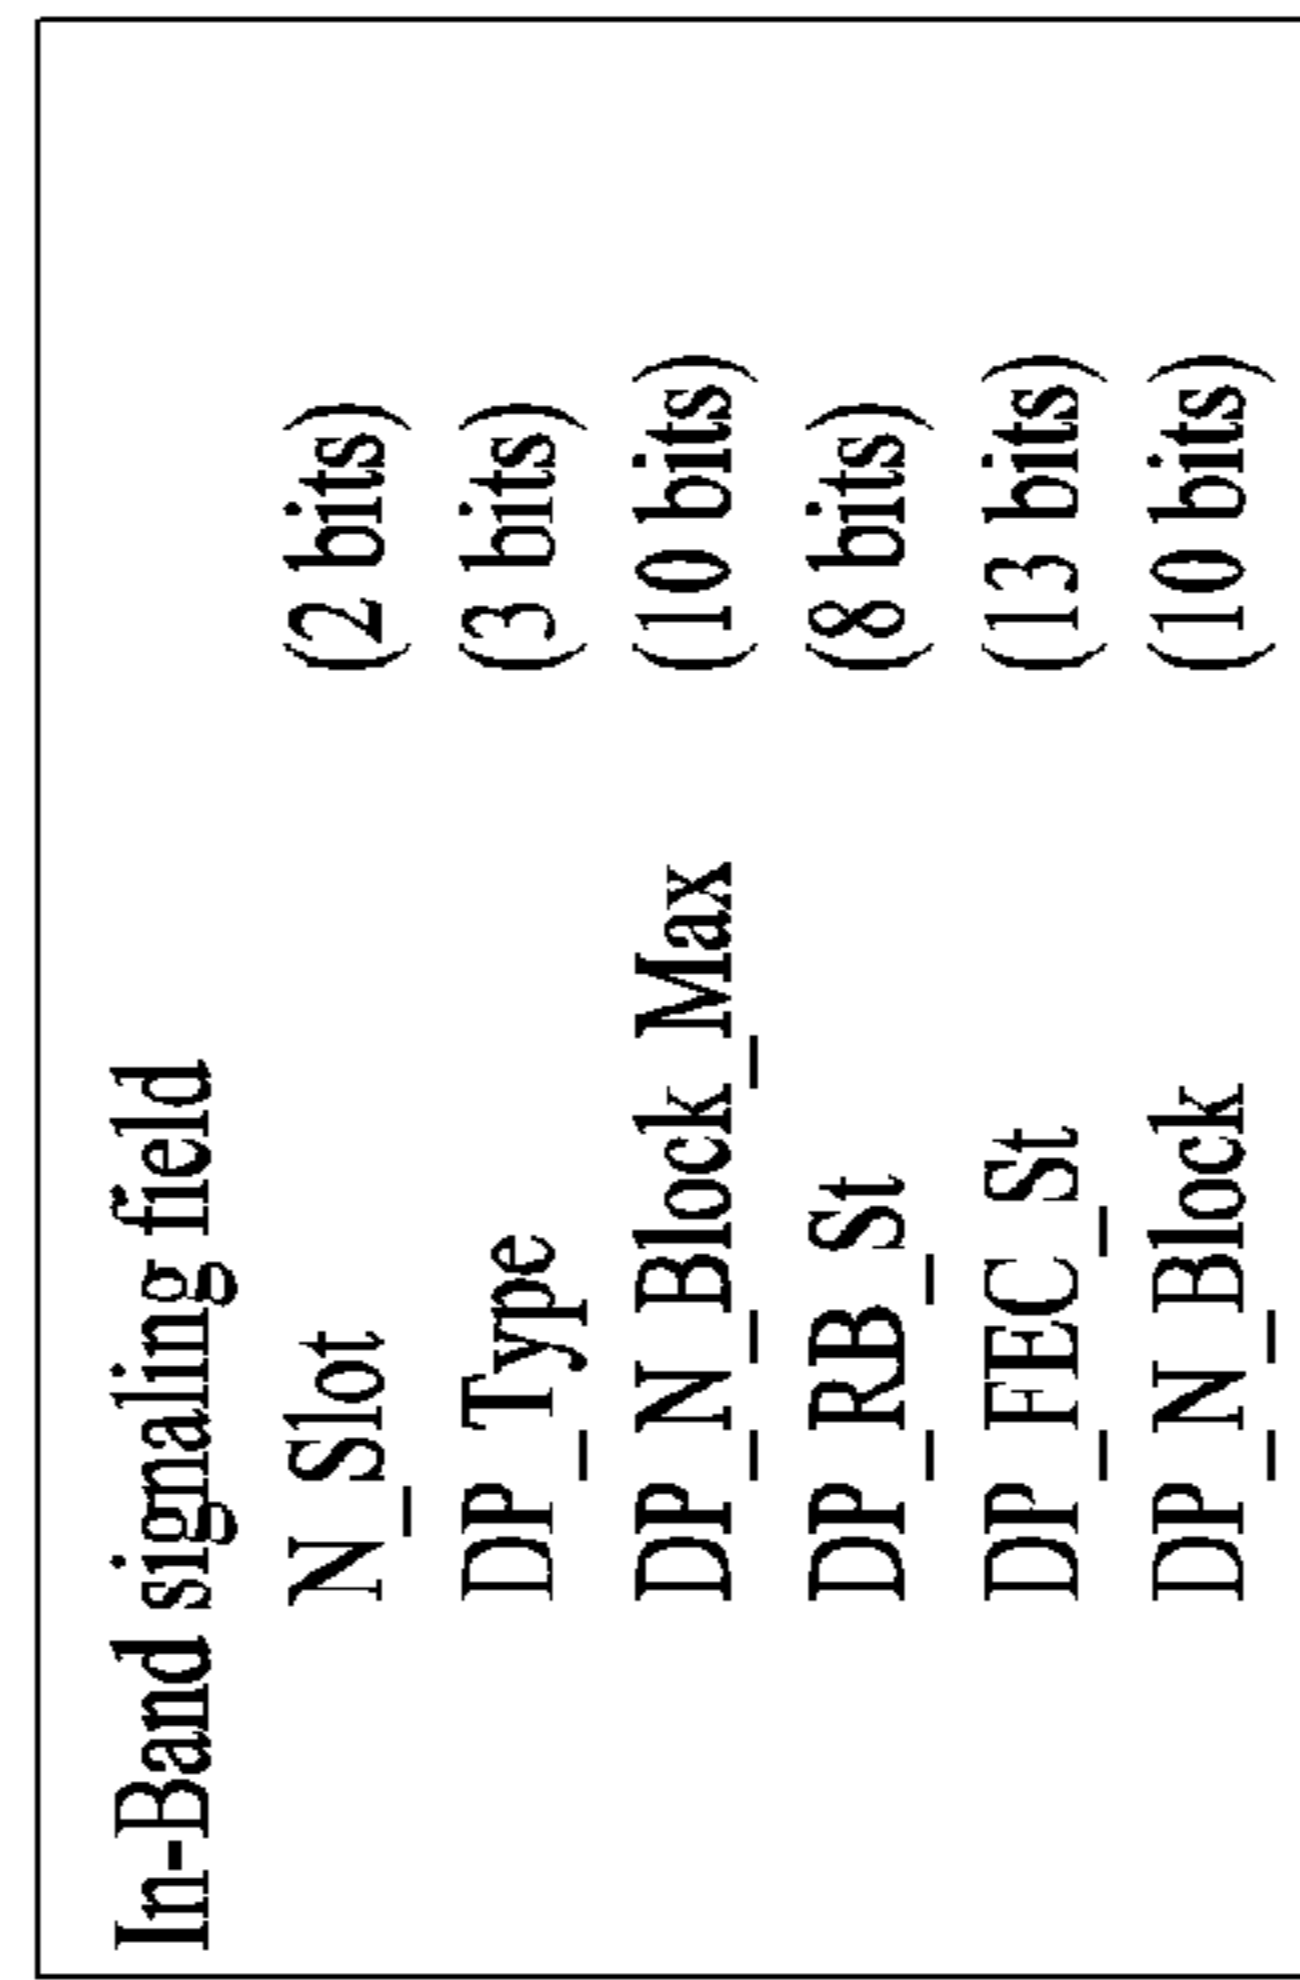 In-Band signaling field
N_Slot (2 bits)
DP_Type (3 bits)
DP_N_Block_Max (10 bits)
DP_RB_St (8 bits)
DP_FEC_St (13 bits)
DP_N_Block (10 bits)